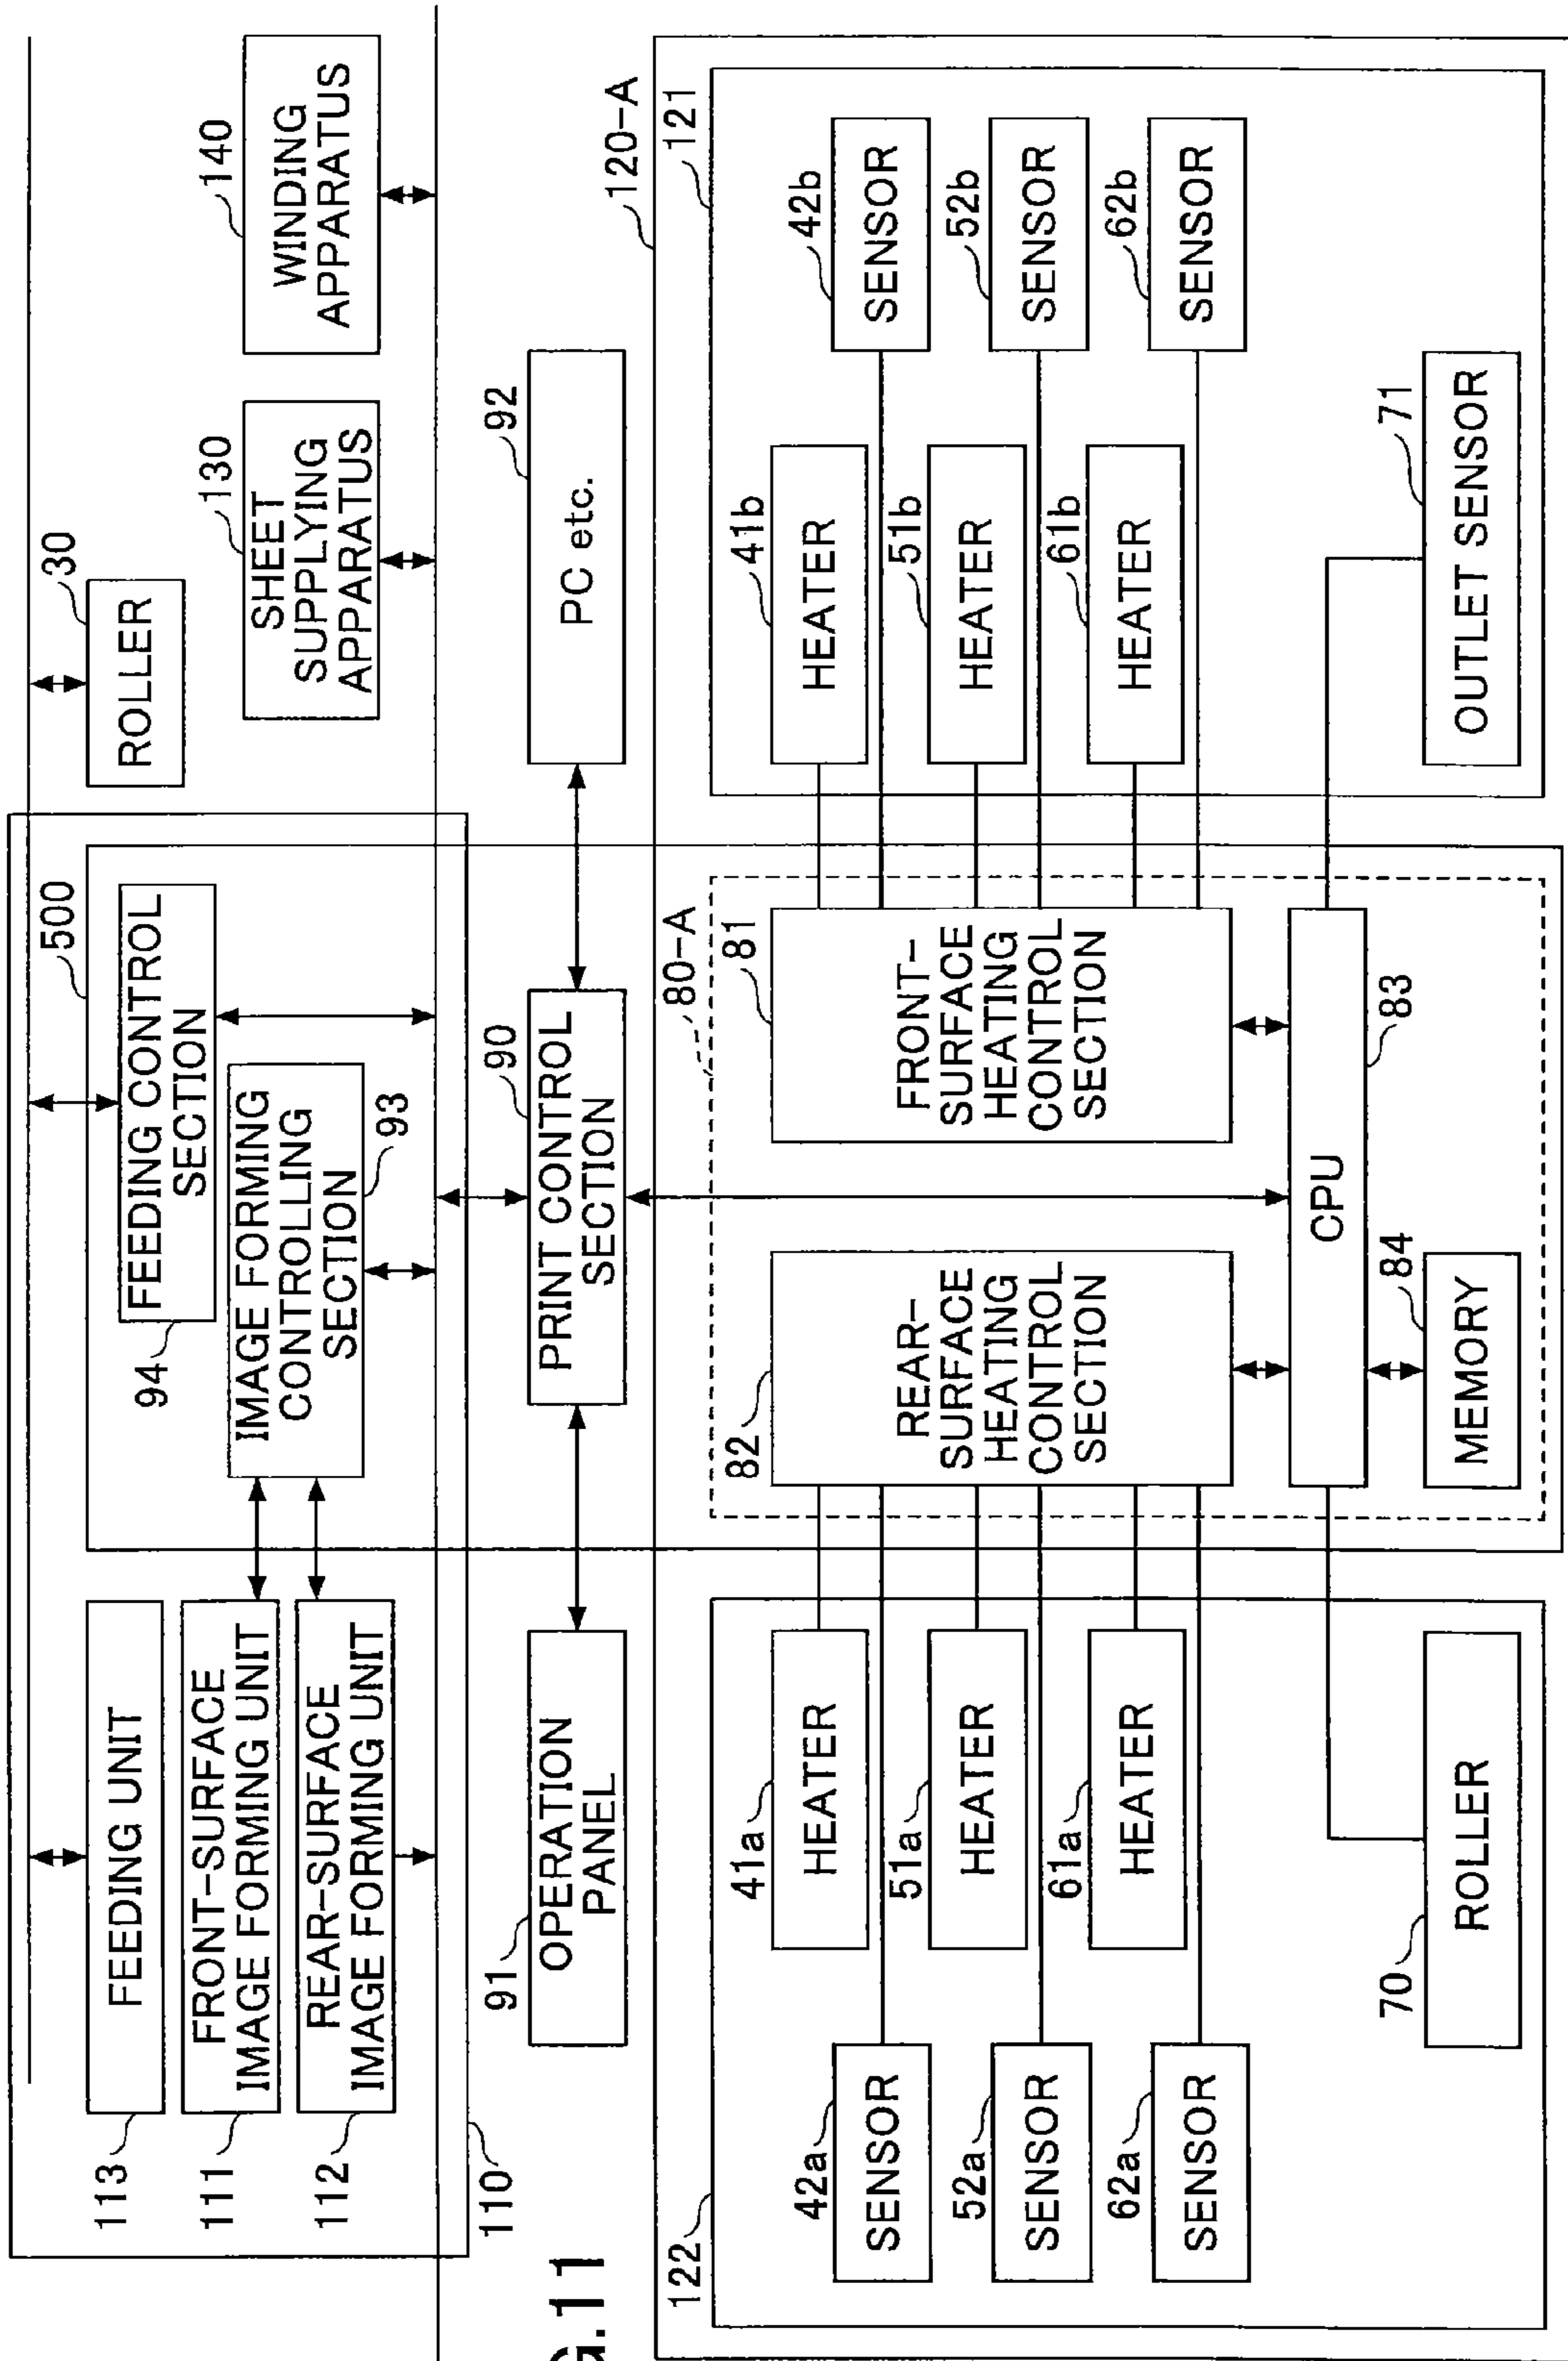 113
FEEDING UNIT
111
FRONT-SURFACE
IMAGE FORMING UNIT
112
REAR-SURFACE
IMAGE FORMING UNIT
110
500
FEEDING CONTROL
SECTION
94
IMAGE FORMING
CONTROLLING
SECTION
93
30
ROLLER
130
SHEET
SUPPLYING
APPARATUS
140
WINDING
APPARATUS
91
OPERATION
PANEL
90
PRINT CONTROL
SECTION
92
PC etc.
G.11
120-A
122
42a
SENSOR
52a
SENSOR
62a
SENSOR
41a
HEATER
51a
HEATER
61a
HEATER
70
ROLLER
80-A
82
REAR-
SURFACE
HEATING
CONTROL
SECTION
81
FRONT-
SURFACE
HEATING
CONTROL
SECTION
CPU
83
84
MEMORY
121
41b
HEATER
51b
HEATER
61b
HEATER
42b
SENSOR
52b
SENSOR
62b
SENSOR
71
OUTLET SENSOR